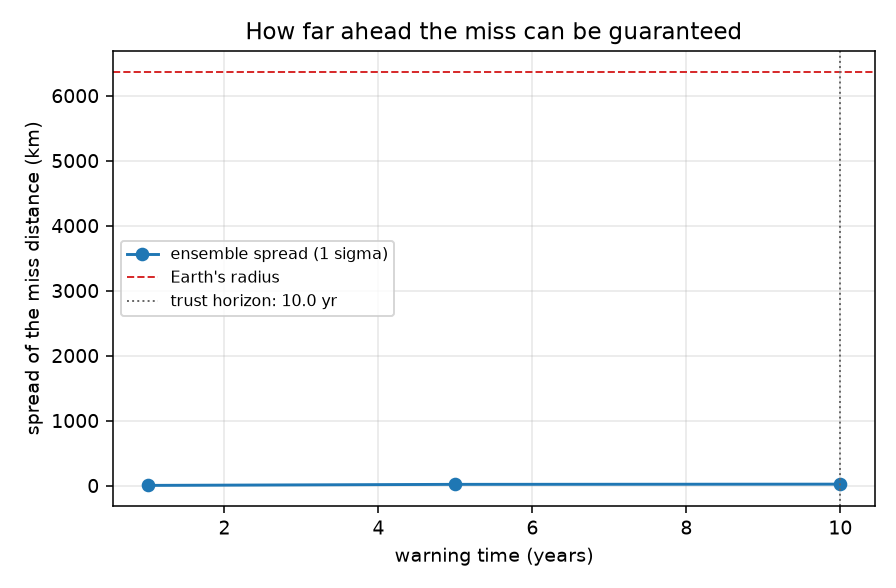 How far ahead the miss can be guaranteed
spread of the miss distance (km)
6000
5000
4000
3000
2000
1000
0
ensemble spread (1 sigma)
Earth's radius
trust horizon: 10.0 yr
2 4 6 8 10
warning time (years)